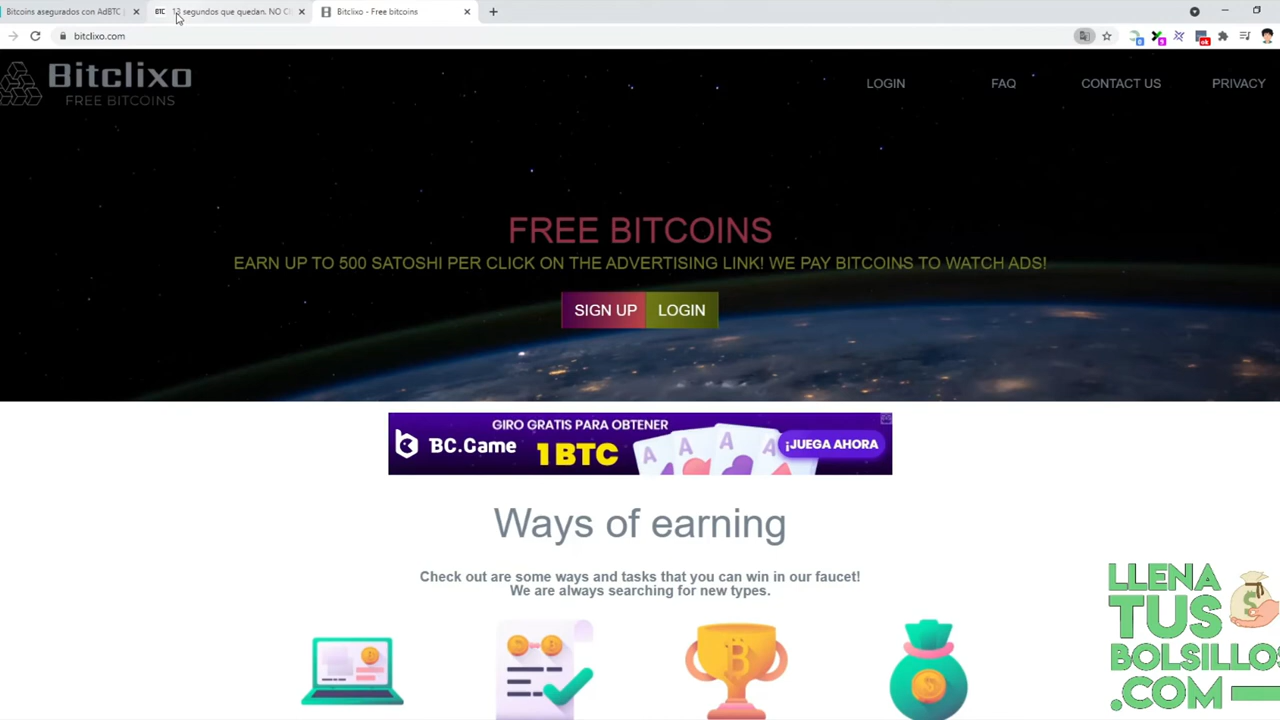 Bitcoins asegurados con AdBTC |
BTC 13 segundos que quedan. NO C
Bitclixo - Free bitcoins
bitclixo.com
Bitclixo
FREE BITCOINS
LOGIN
FAQ
CONTACT US
PRIVACY
FREE BITCOINS
EARN UP TO 500 SATOSHI PER CLICK ON THE ADVERTISING LINK! WE PAY BITCOINS TO WATCH ADS!
SIGN UP
LOGIN
GIRO GRATIS PARA OBTENER
BC.Game
1BTC
¡JUEGA AHORA
Ways of earning
Check out are some ways and tasks that you can win in our faucet!
We are always searching for new types.
LLENA
TUS
BOLSILLOS
.COM